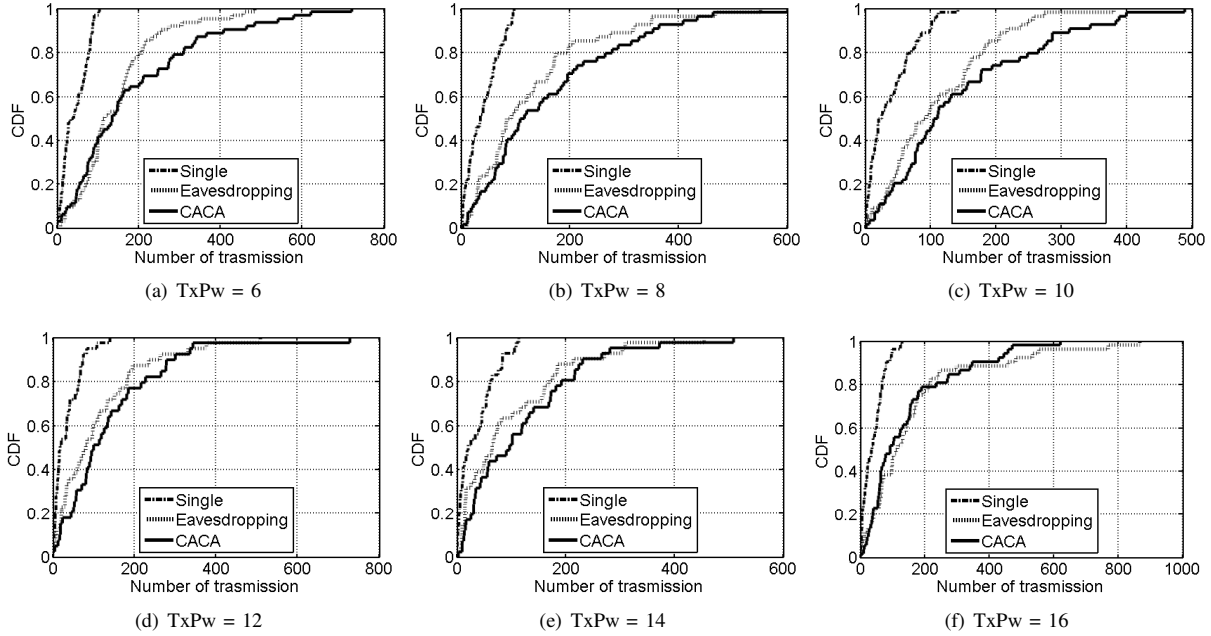 1
0.8
0.6
0.4
0.2
0
CDF
Single
Eavesdropping
CACA
0 200 400 600 800
Number of trasmission
(a) TxPw = 6
1
0.8
0.6
0.4
0.2
0
CDF
Single
Eavesdropping
CACA
0 200 400 600
Number of trasmission
(b) TxPw = 8
1
0.8
0.6
0.4
0.2
0
CDF
Single
Eavesdropping
CACA
0 100 200 300 400 500
Number of trasmission
(c) TxPw = 10
1
0.8
0.6
0.4
0.2
0
CDF
Single
Eavesdropping
CACA
0 200 400 600 800
Number of trasmission
(d) TxPw = 12
1
0.8
0.6
0.4
0.2
0
CDF
Single
Eavesdropping
CACA
0 200 400 600
Number of trasmission
(e) TxPw = 14
1
0.8
0.6
0.4
0.2
0
CDF
Single
Eavesdropping
CACA
0 200 400 600 800 1000
Number of trasmission
(f) TxPw = 16